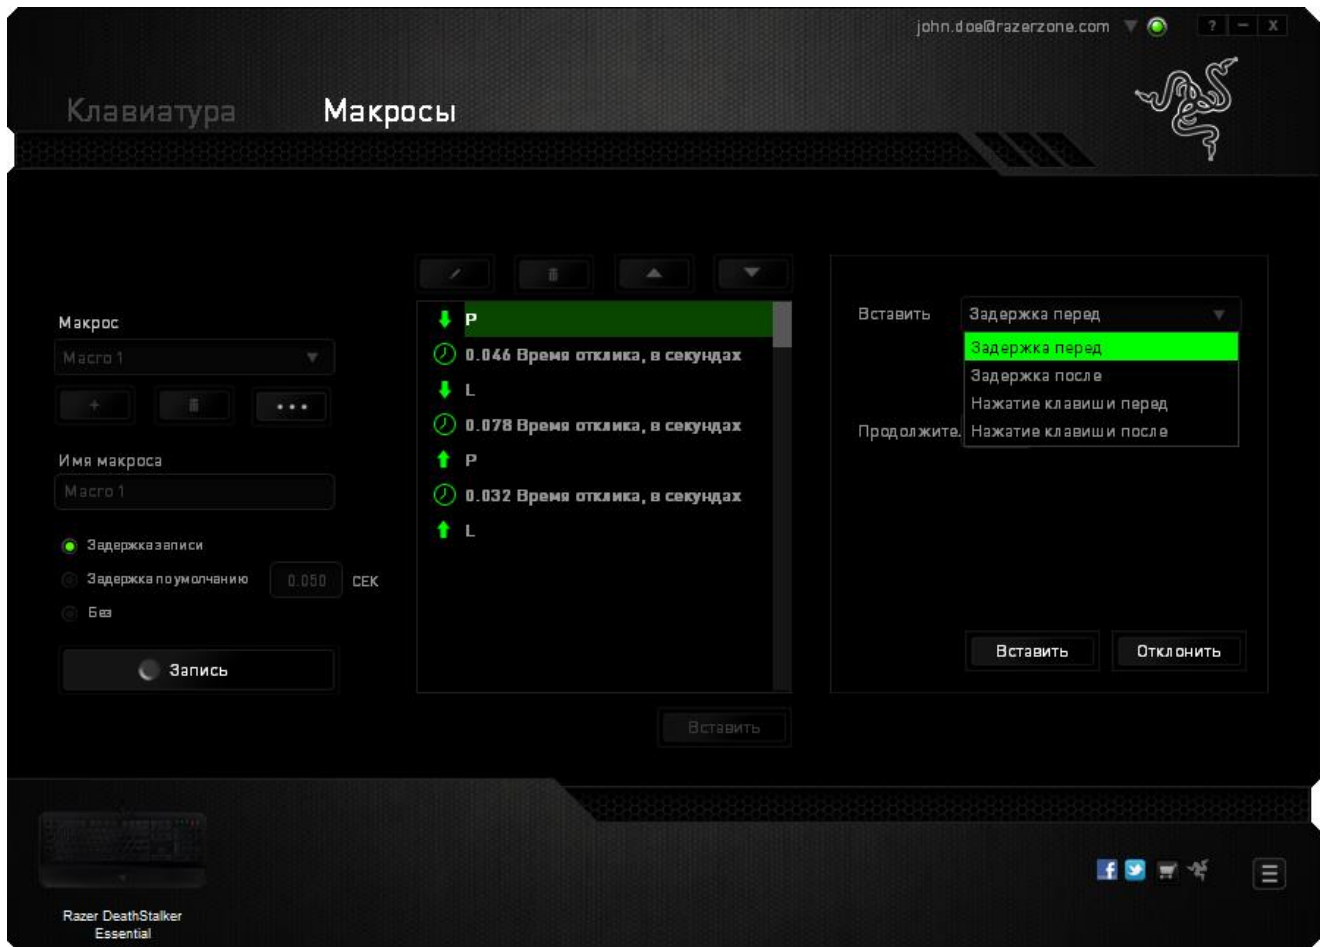 john.doe@razerzone.com
? – X
Клавиатура
Макросы
Макрос
Macro 1
Имя макроса
Macro 1
Задержка записи
Задержка по умолчанию 0.050 СЕК
Без
Запись
P
0.046 Время отклика, в секундах
L
0.078 Время отклика, в секундах
P
0.032 Время отклика, в секундах
L
Вставить
Вставить Задержка перед
Задержка перед
Задержка после
Нажатие клавиши перед
Продолжите. Нажатие клавиши после
Вставить Отклонить
Razer DeathStalker
Essential